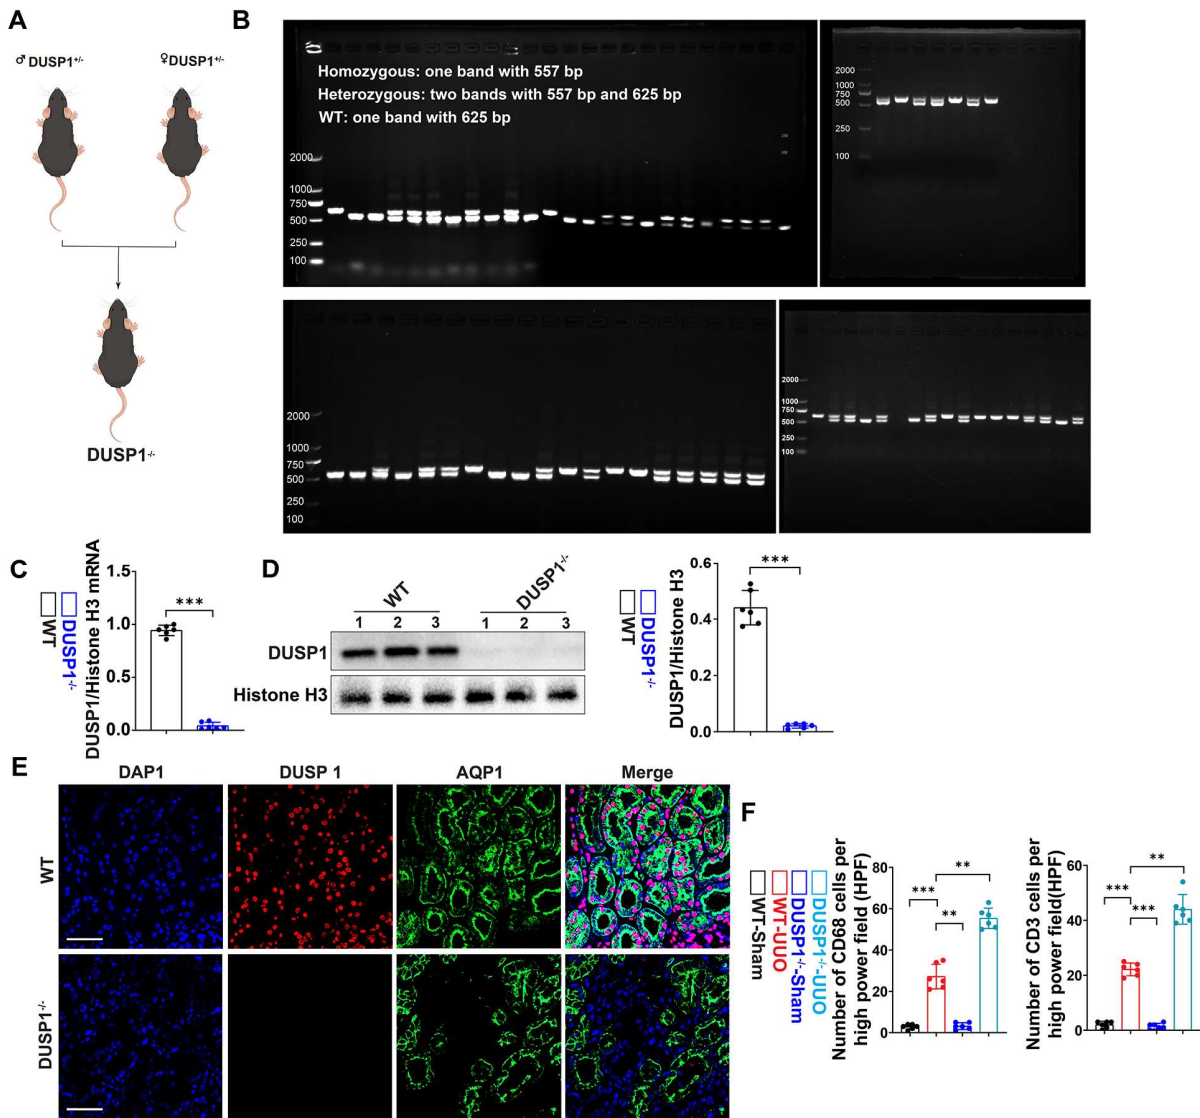 A
♂ DUSP1+/-
♀DUSP1+/-
DUSP1-/-
B
Homozygous: one band with 557 bp
Heterozygous: two bands with 557 bp and 625 bp
WT: one band with 625 bp
2000
1000
750
500
250
100
2000
1000
750
500
250
100
2000
1000
750
500
250
100
2000
1000
750
500
250
100
C
WT
DUSP1-/-
DUSP1/Histone H3 mRNA
1.5
1.0
0.5
0.0
***
D
WT
DUSP1-/-
1 2 3 1 2 3
DUSP1
Histone H3
WT
DUSP1-/-
DUSP1/Histone H3
0.6
0.4
0.2
0.0
***
E
DAP1
DUSP 1
AQP1
Merge
WT
DUSP1-/-
F
WT-Sham
WT-UUO
DUSP1-/--Sham
DUSP1-/--UUO
Number of CD68 cells per
high power field (HPF)
80
60
40
20
0
***
**
**
Number of CD3 cells per
high power field(HPF)
60
40
20
0
***
**
***